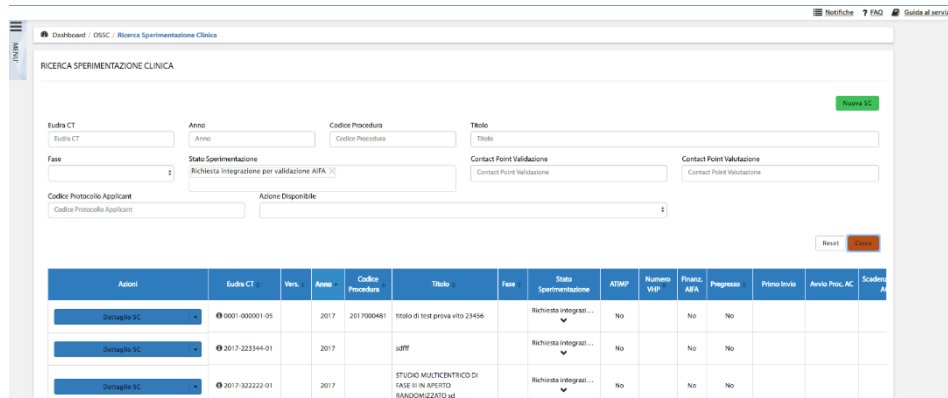 Notifiche ? FAQ Guida al serviz
MENU'
Dashboard / OSSC / Ricerca Sperimentazione Clinica
RICERCA SPERIMENTAZIONE CLINICA
Nuova SC
Eudra CT Anno Codice Procedura Titolo
Eudra CT Anno Codice Procedura Titolo
Fase Stato Sperimentazione Contact Point Validazione Contact Point Valutazione
Richiesta integrazione per validazione AIFA × Contact Point Validazione Contact Point Valutazione
Codice Protocollo Applicant Azione Disponibile
Codice Protocollo Applicant
Reset Cerca
Azioni Eudra CT Vers. Anno Codice Procedura Titolo Fase Stato Sperimentazione ATIMP Numero VHP Finanz. AIFA Pregresso Primo Invio Avvio Proc. AC Scadenza
Dettaglio SC 0001-000001-05 2017 2017000481 titolo di test prova vito 23456 Richiesta integrazi... No No No
Dettaglio SC 2017-223344-01 2017 sdfff Richiesta integrazi... No No No
Dettaglio SC 2017-322222-01 2017 STUDIO MULTICENTRICO DI FASE III IN APERTO RANDOMIZZATO sd Richiesta integrazi... No No No